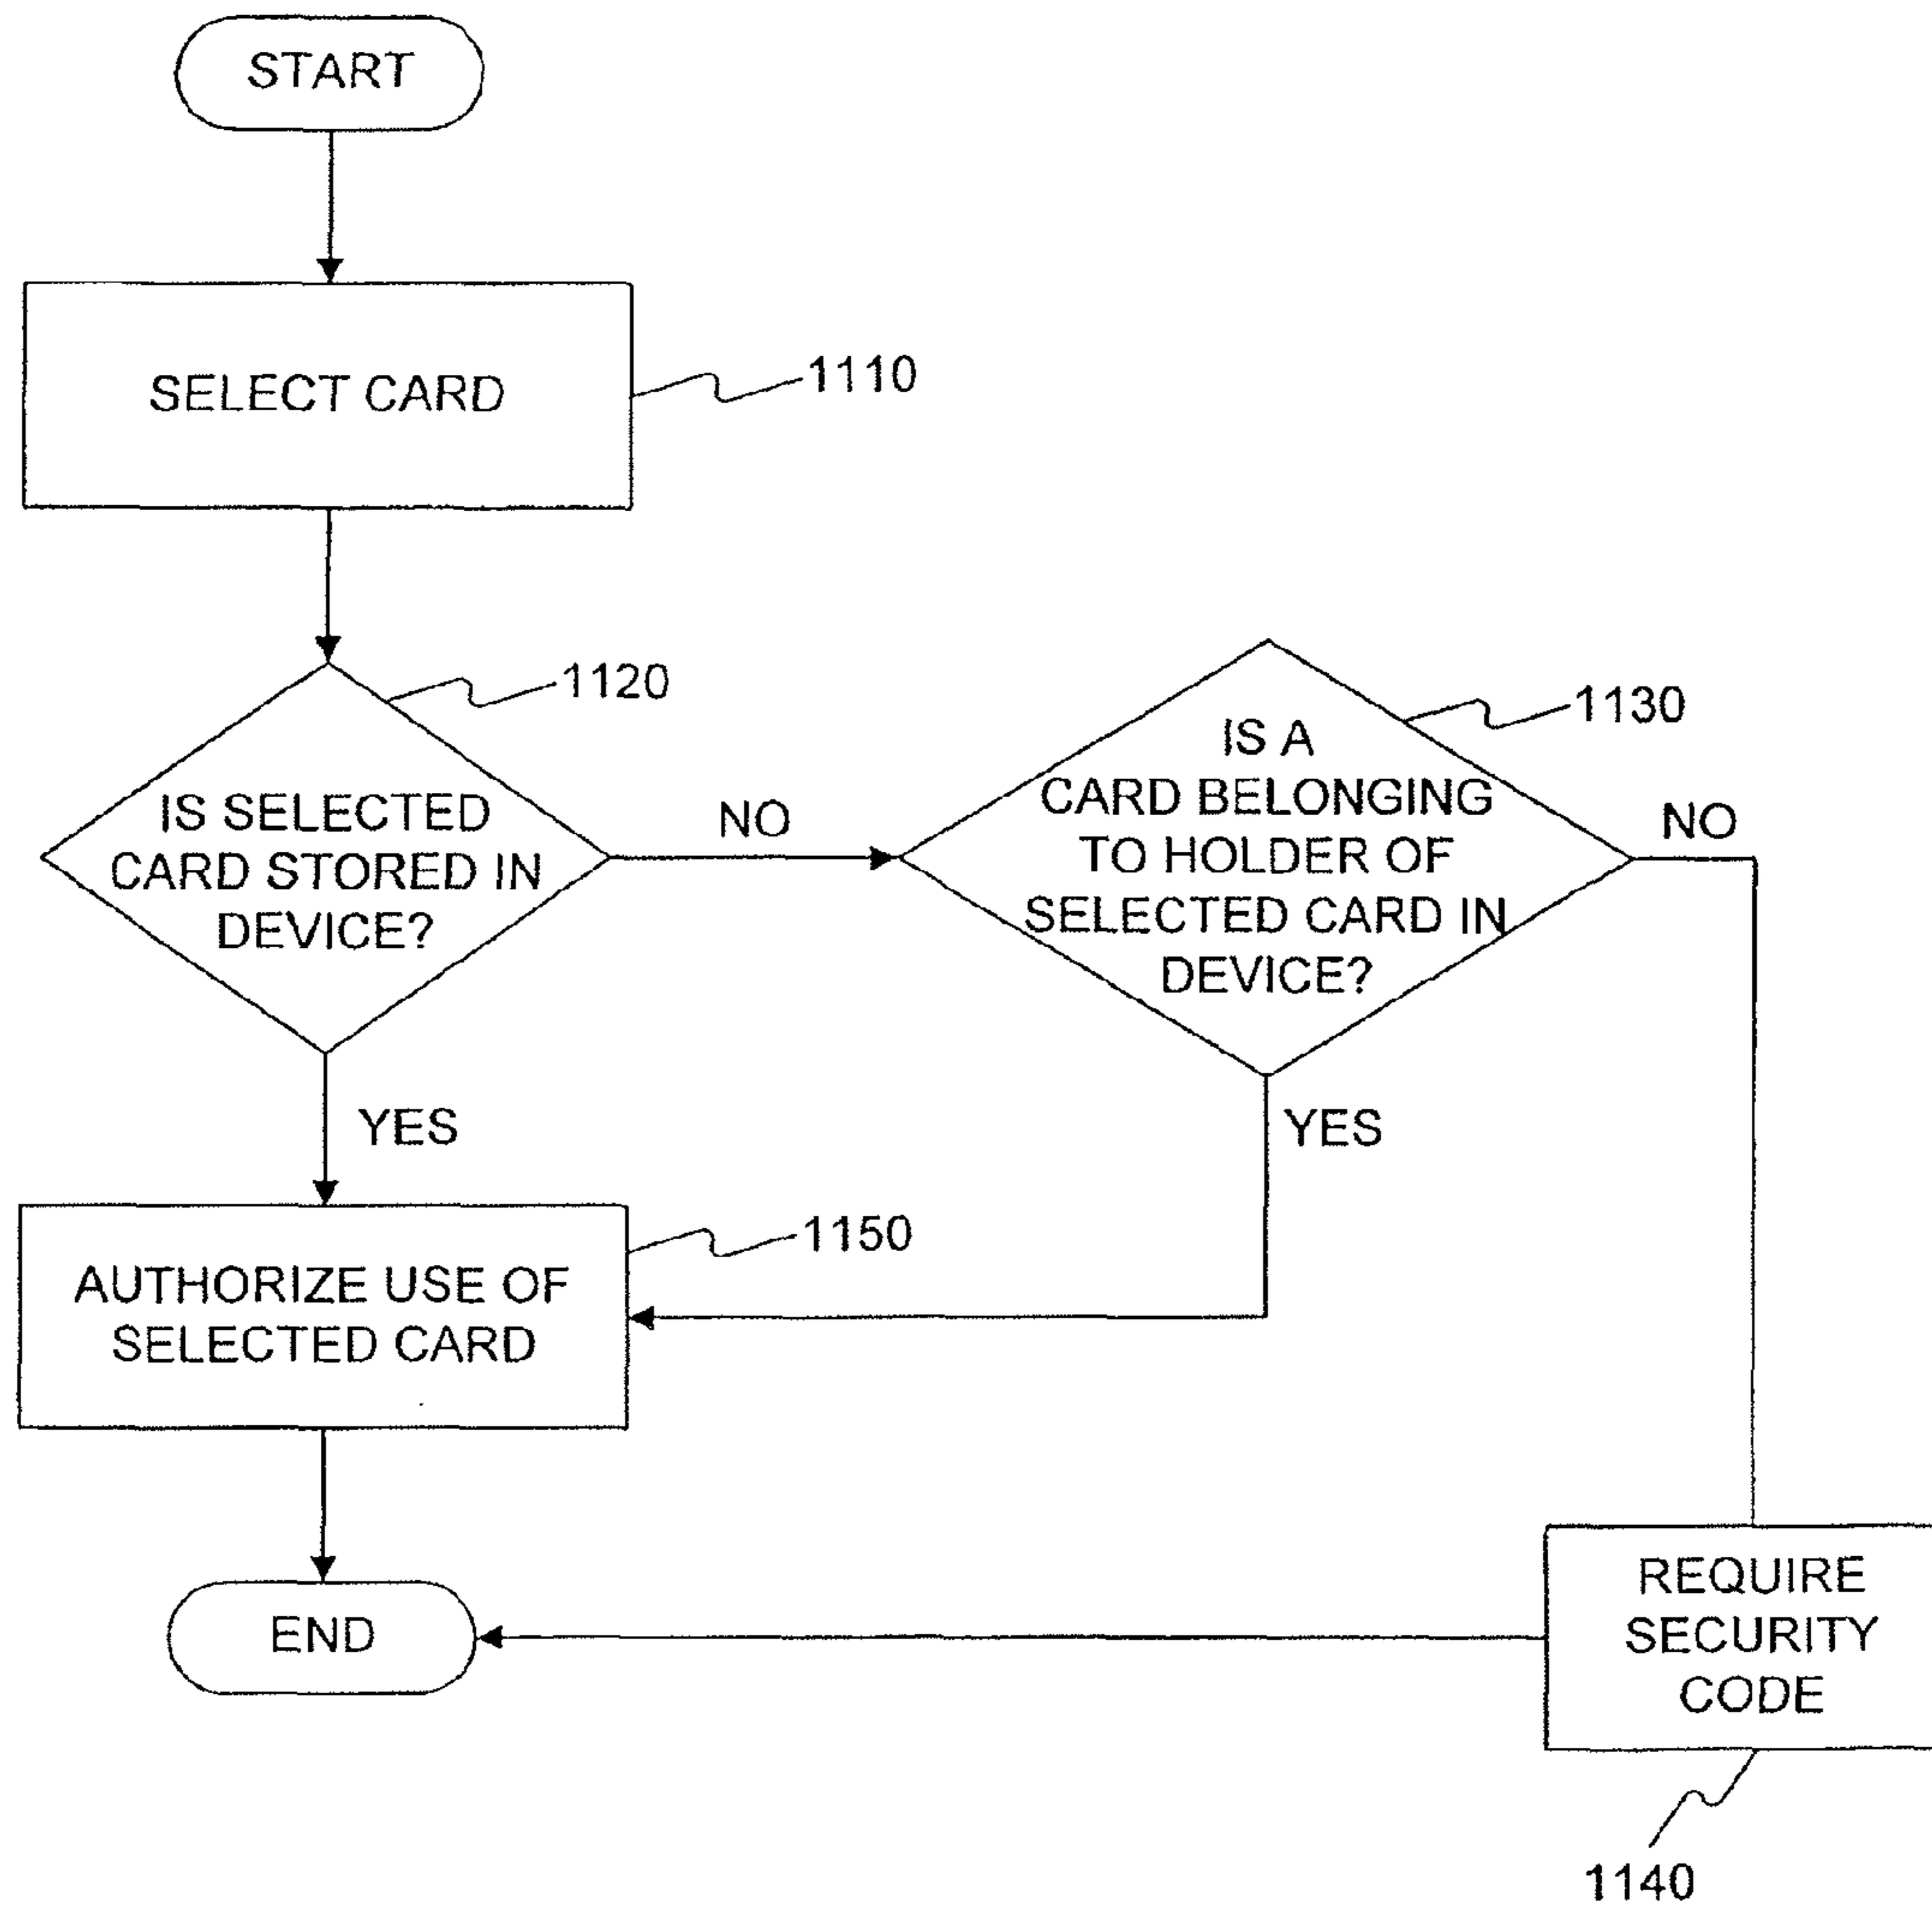 START
SELECT CARD
1110
1120
IS SELECTED
CARD STORED IN
DEVICE?
NO
1130
IS A
CARD BELONGING
TO HOLDER OF
SELECTED CARD IN
DEVICE?
NO
YES
YES
1150
AUTHORIZE USE OF
SELECTED CARD
END
REQUIRE
SECURITY
CODE
1140